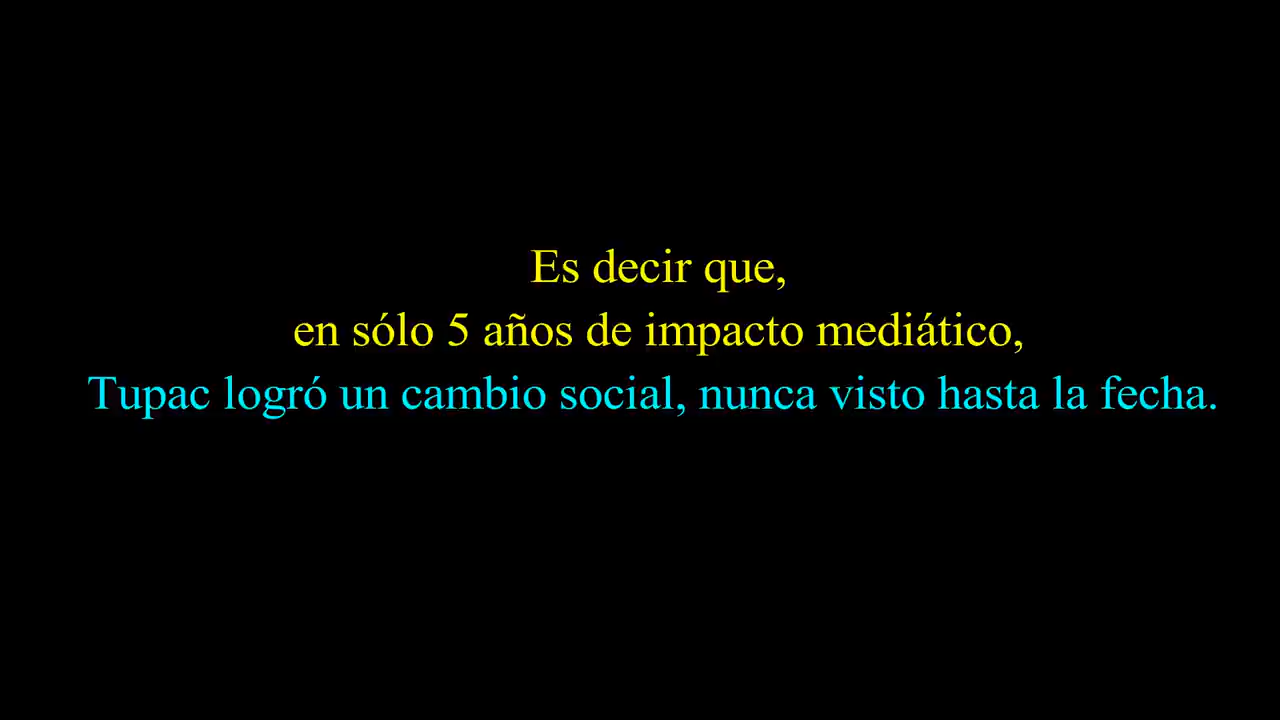 Es decir que,
en sólo 5 años de impacto mediático,
Tupac logró un cambio social, nunca visto hasta la fecha.